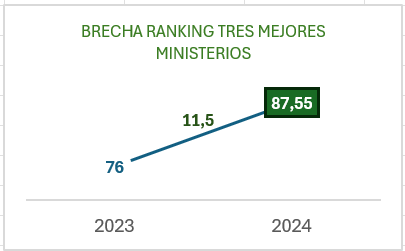 BRECHA RANKING TRES MEJORES
MINISTERIOS
87,55
11,5
76
2023 2024